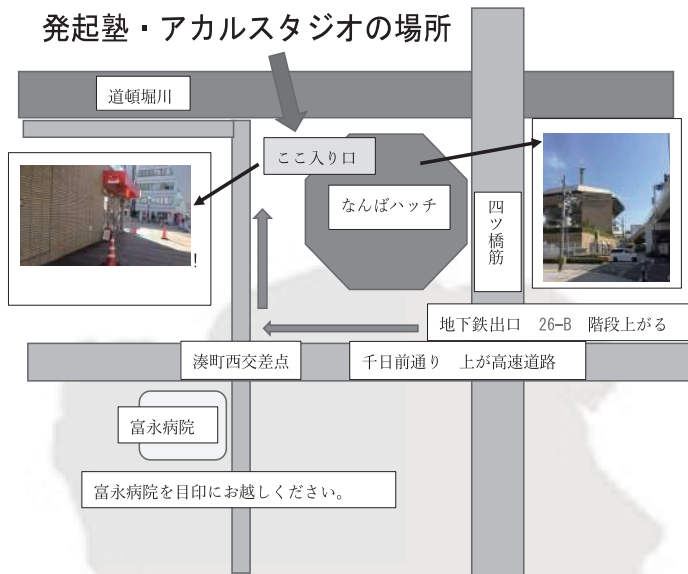 発起塾・アカルスタジオの場所
道頓堀川
ここ入り口
なんばハッチ
四ツ橋筋
!
地下鉄出口 26-B 階段上がる
湊町西交差点
千日前通り 上が高速道路
富永病院
富永病院を目印にお越しください。